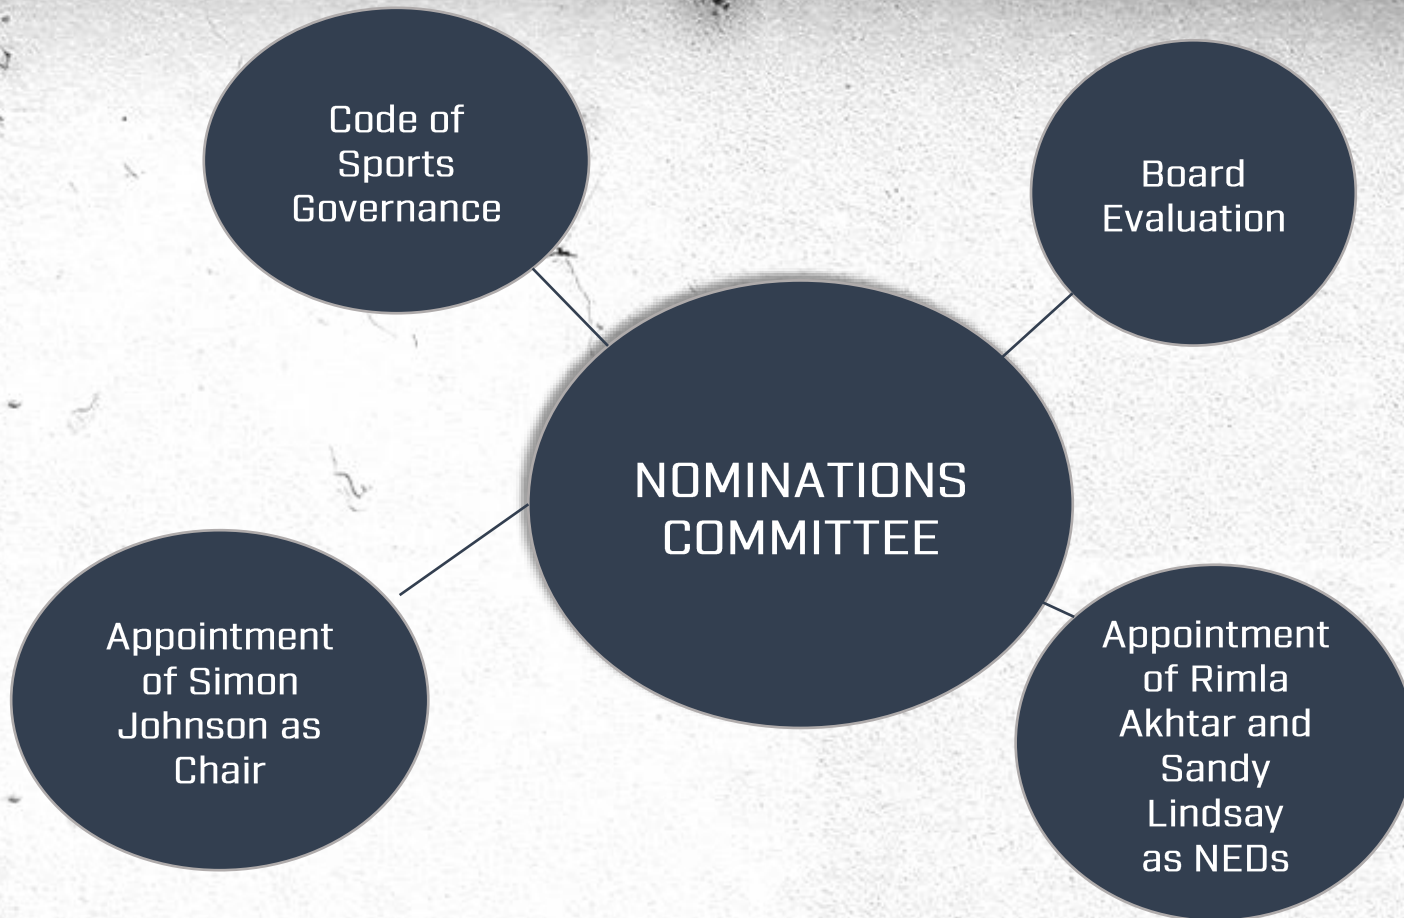 Code of
Sports
Governance
Board
Evaluation
NOMINATIONS
COMMITTEE
Appointment
of Simon
Johnson as
Chair
Appointment
of Rimla
Akhtar and
Sandy
Lindsay
as NEDs